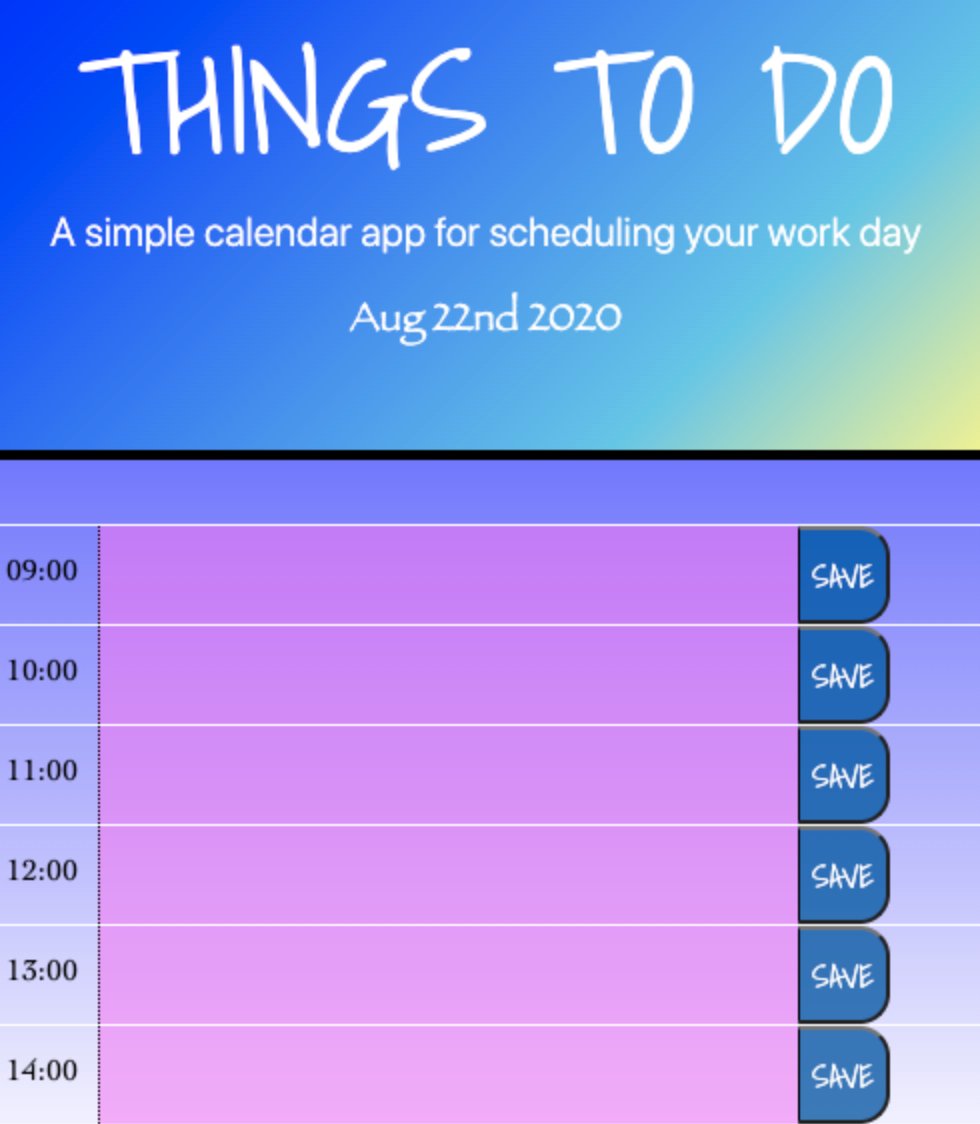 THINGS TO DO
A simple calendar app for scheduling your work day
Aug 22nd 2020
09:00 SAVE
10:00 SAVE
11:00 SAVE
12:00 SAVE
13:00 SAVE
14:00 SAVE